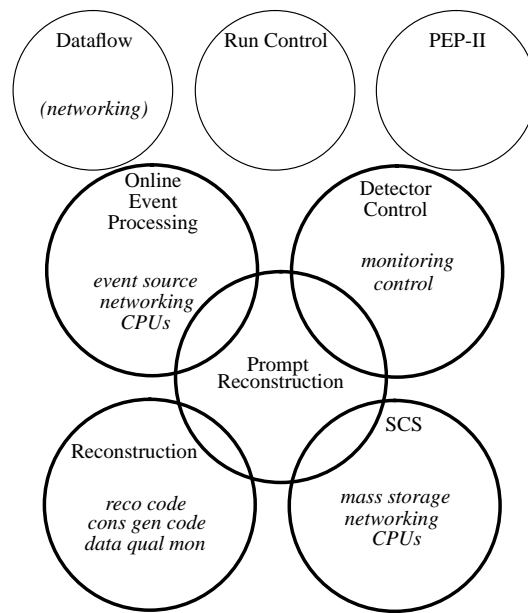 Dataflow
(networking)
Run Control
PEP-II
Online
Event
Processing
event source
networking
CPUs
Detector
Control
monitoring
control
Prompt
Reconstruction
Reconstruction
reco code
cons gen code
data qual mon
SCS
mass storage
networking
CPUs